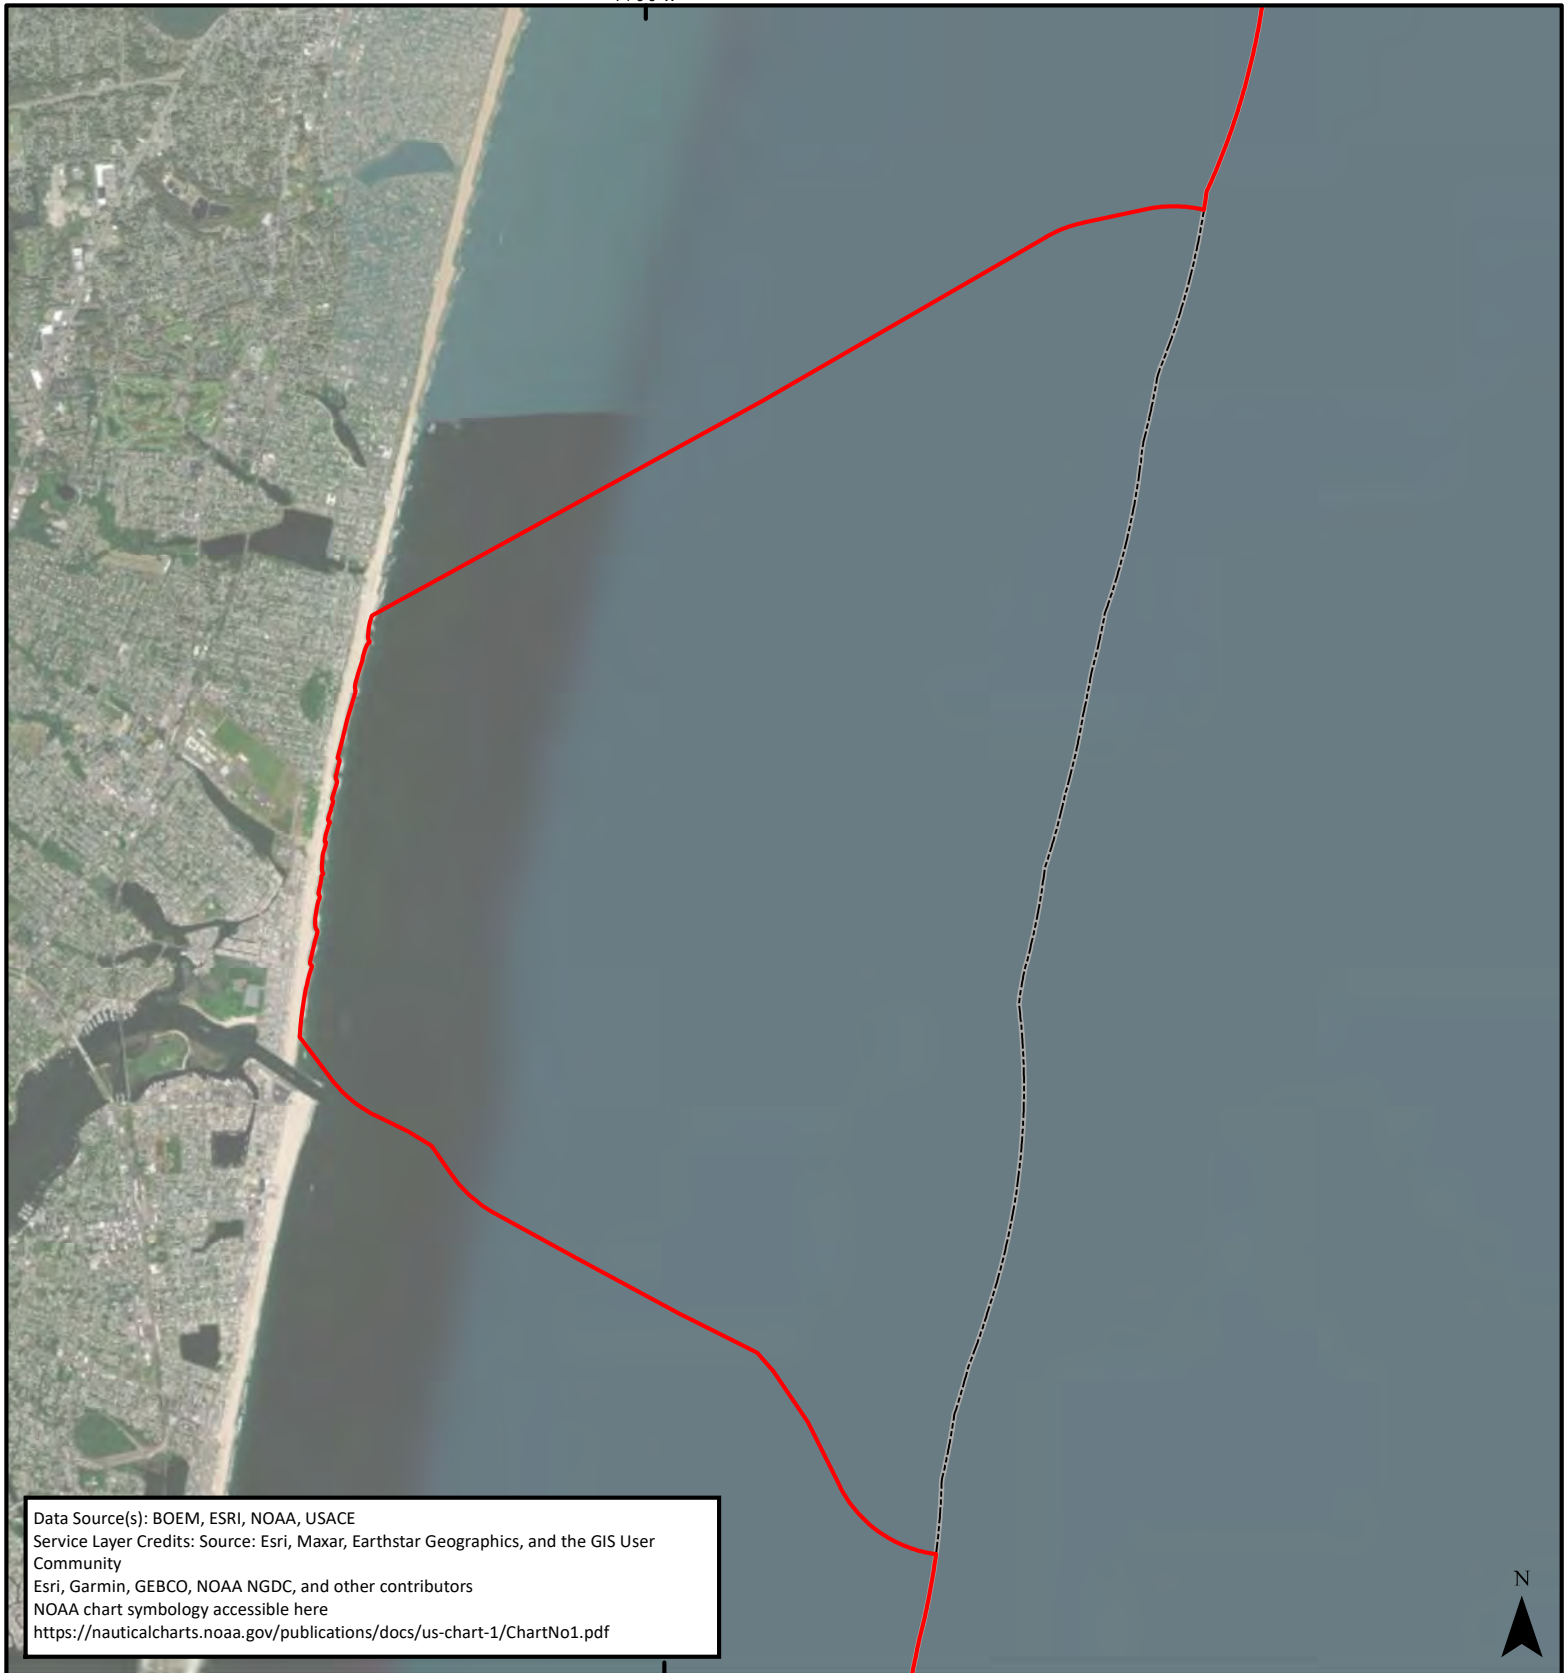 Data Source(s): BOEM, ESRI, NOAA, USACE
Service Layer Credits: Source: Esri, Maxar, Earthstar Geographics, and the GIS User
Community
Esri, Garmin, GEBCO, NOAA NGDC, and other contributors
NOAA chart symbology accessible here
https://nauticalcharts.noaa.gov/publications/docs/us-chart-1/ChartNo1.pdf
N